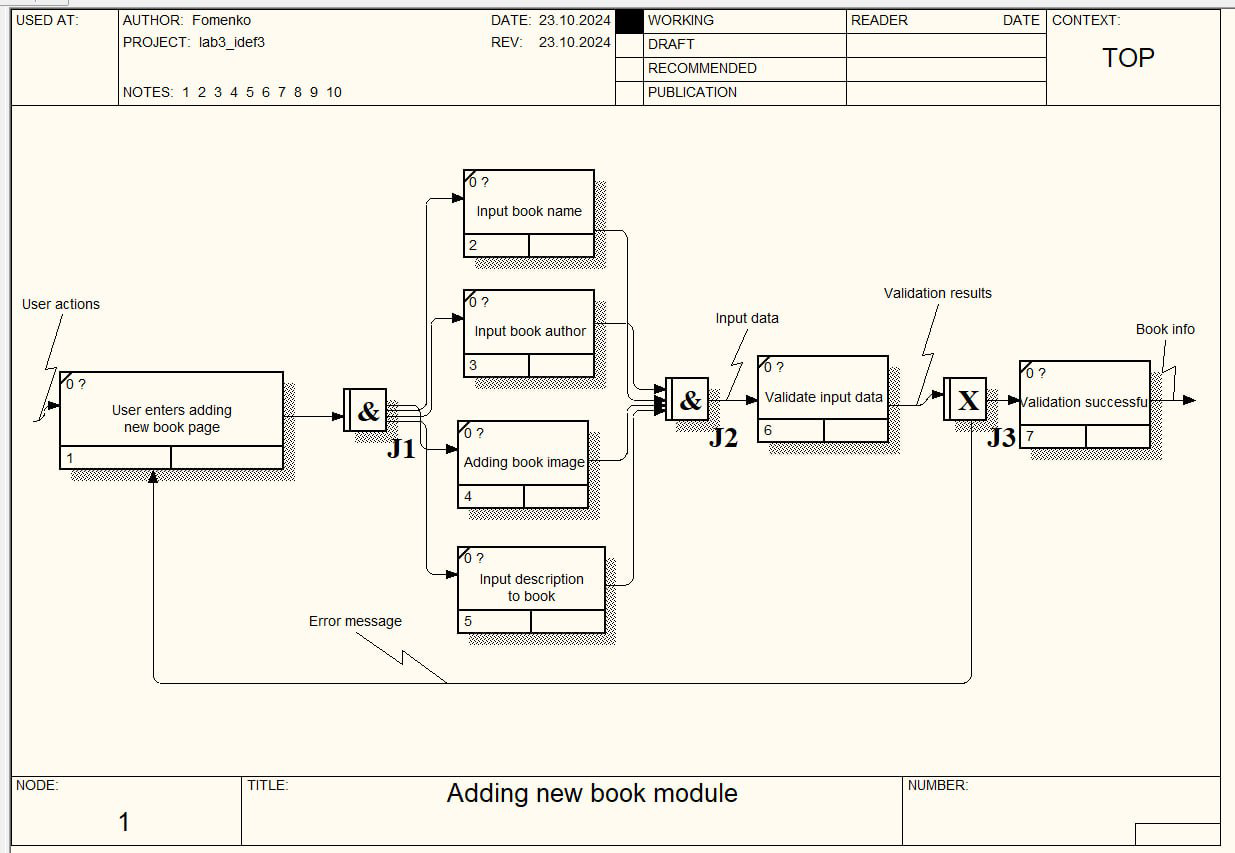 USED AT:
AUTHOR: Fomenko
DATE: 23.10.2024
PROJECT: lab3_idef3
REV: 23.10.2024
NOTES: 1 2 3 4 5 6 7 8 9 10
WORKING
DRAFT
RECOMMENDED
PUBLICATION
READER DATE
CONTEXT:
TOP
User actions
0 ?
User enters adding
new book page
1
&
J1
0 ?
Input book name
2
0 ?
Input book author
3
0 ?
Adding book image
4
0 ?
Input description
to book
5
&
J2
Input data
0 ?
Validate input data
6
Validation results
X
J3
0 ?
Validation successfu
7
Book info
Error message
NODE:
1
TITLE:
Adding new book module
NUMBER: